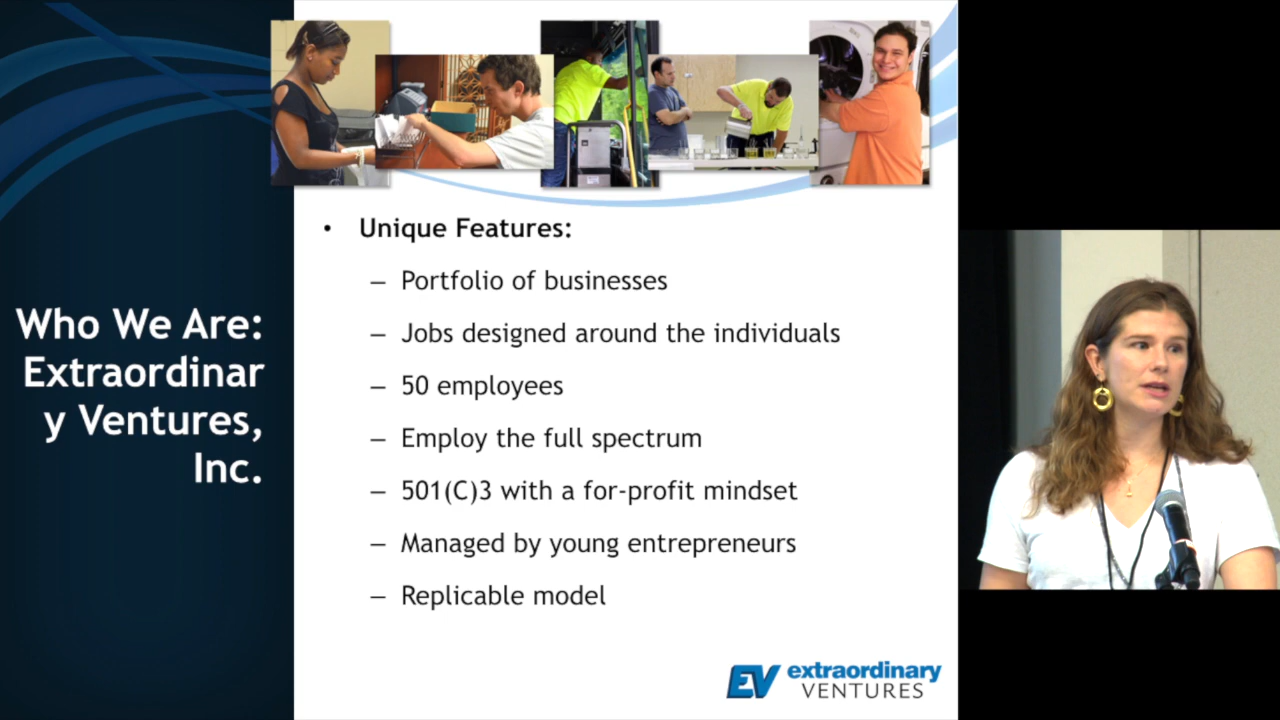 Who We Are:
Extraordinar
y Ventures,
Inc.
• Unique Features:
– Portfolio of businesses
– Jobs designed around the individuals
– 50 employees
– Employ the full spectrum
– 501(C)3 with a for-profit mindset
– Managed by young entrepreneurs
– Replicable model
EV extraordinary
VENTURES